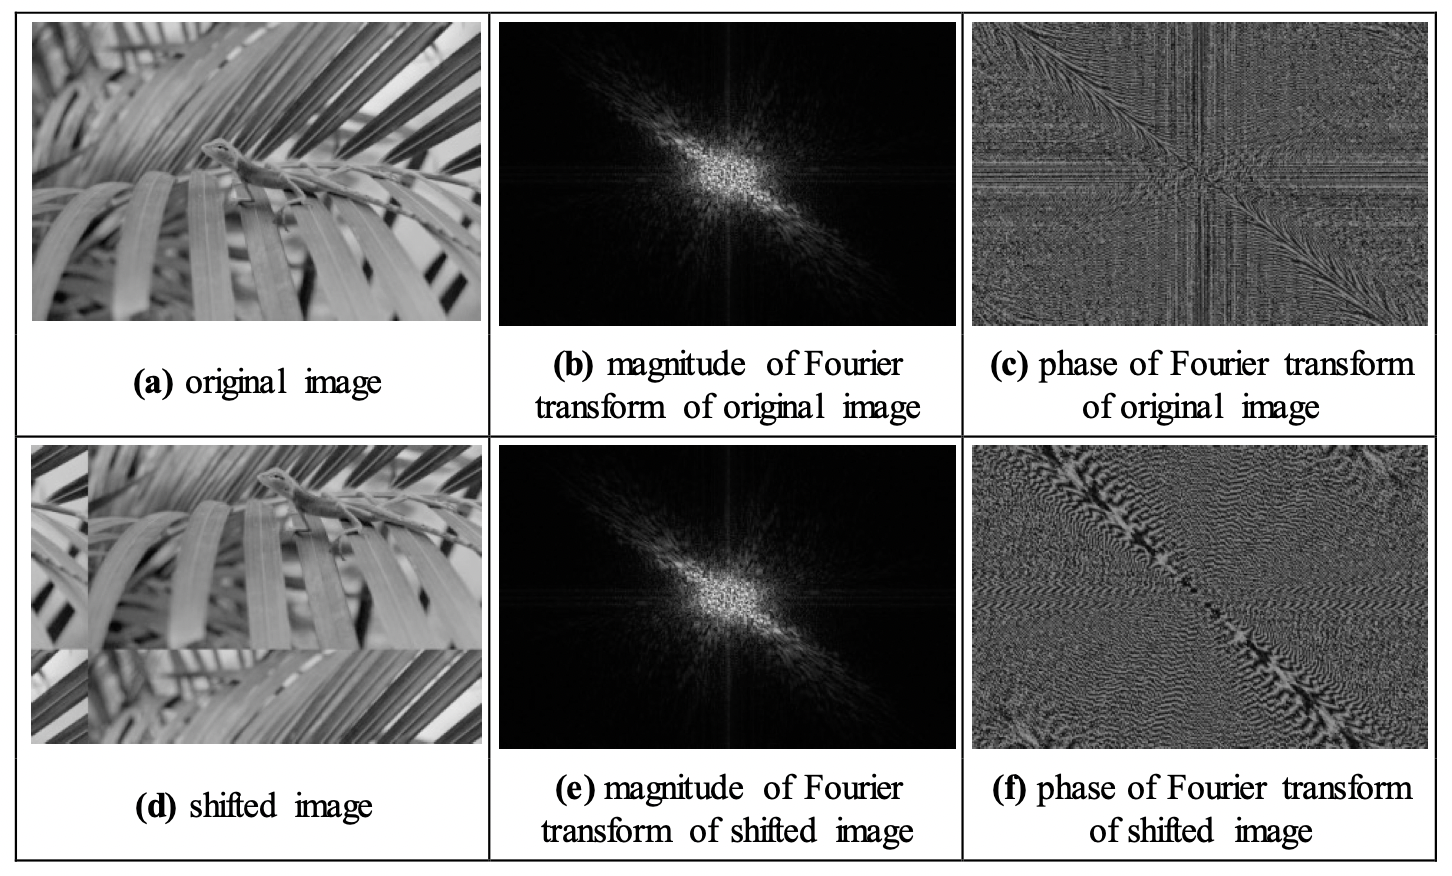 (a) original image
(b) magnitude of Fourier
transform of original image
(c) phase of Fourier transform
of original image
(d) shifted image
(e) magnitude of Fourier
transform of shifted image
(f) phase of Fourier transform
of shifted image